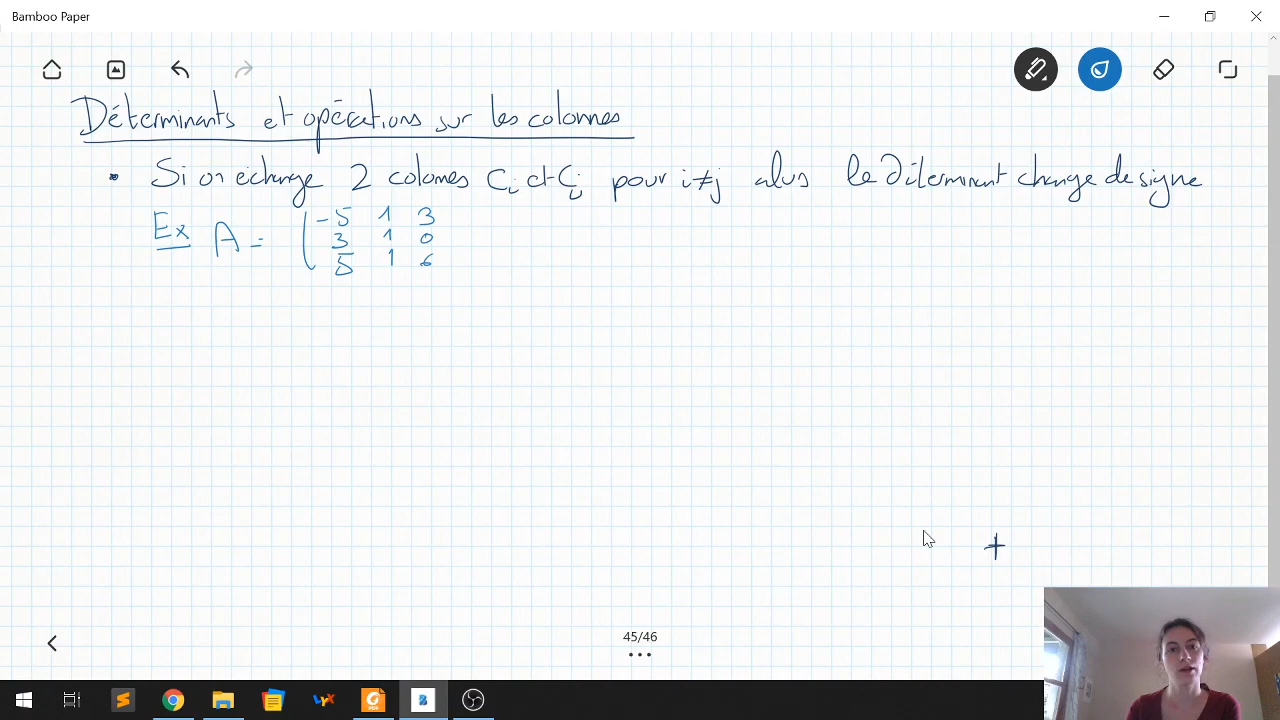 Bamboo Paper
Déterminants et opérations sur les colonnes
• Si on échange 2 colonnes Ci et Cj pour i≠j alors le déterminant change de signe
Ex A = ( -5 1 3
3 1 0
5 1 6
+
45/46